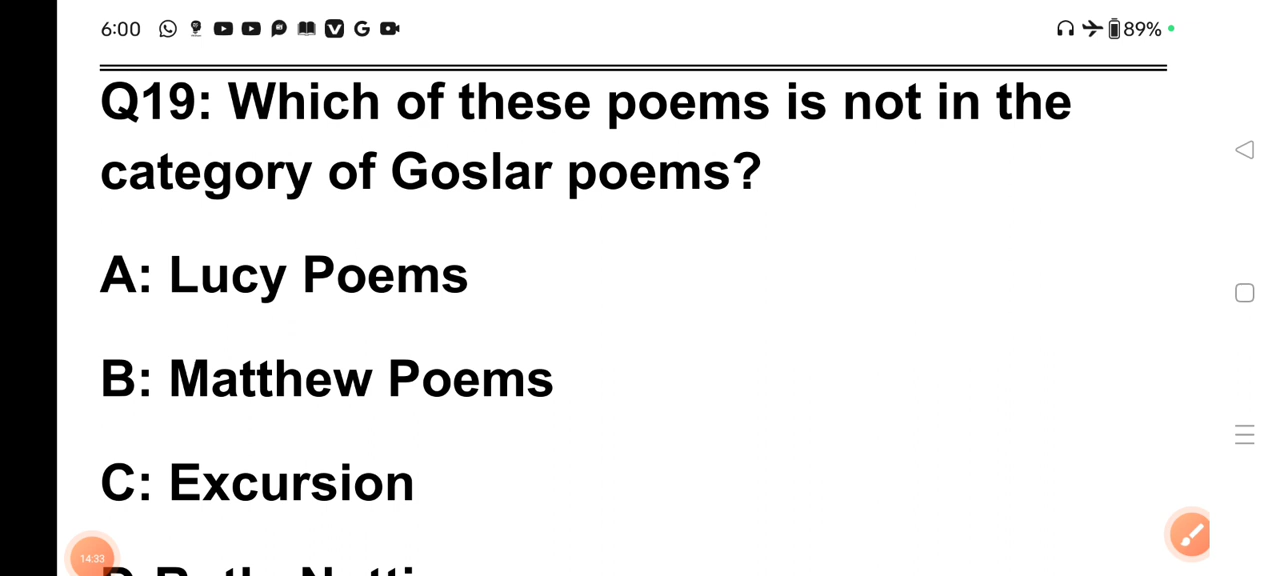 6:00 89%
Q19: Which of these poems is not in the
category of Goslar poems?
A: Lucy Poems
B: Matthew Poems
C: Excursion
14:33